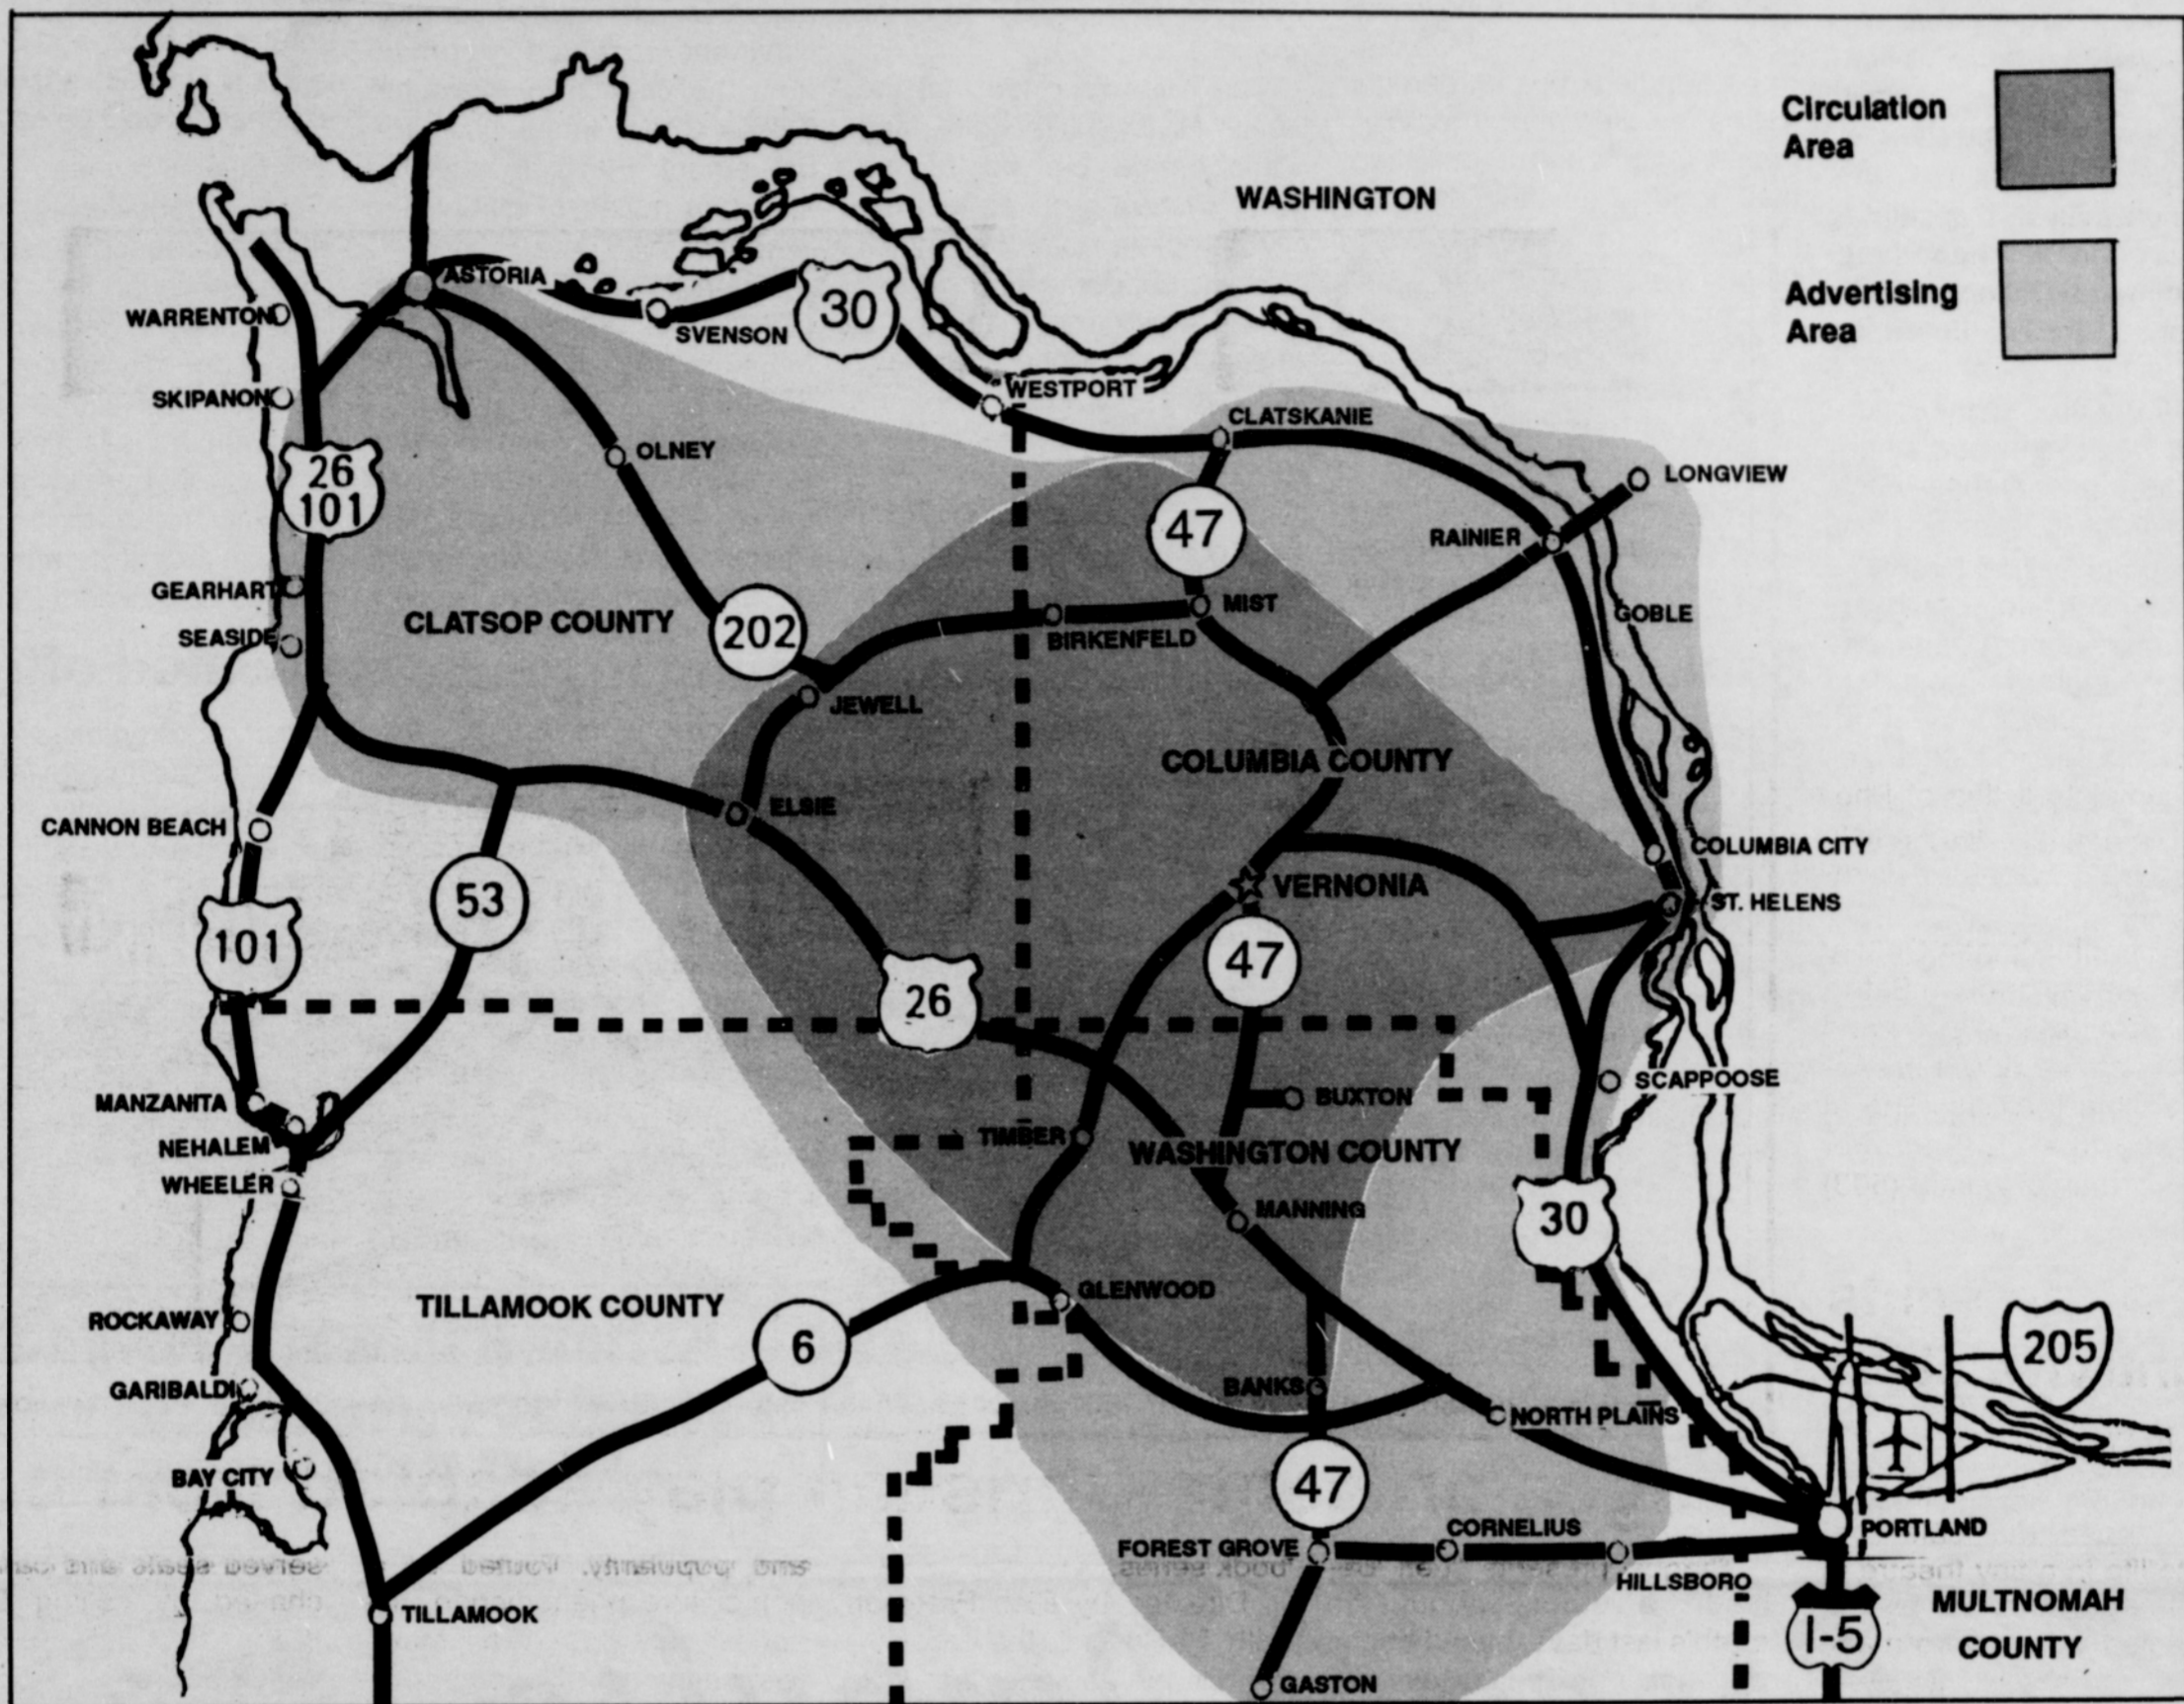 Circulation
Area
WASHINGTON
Advertising
Area
ASTORIA
WARRENTON
30
SVENSON
SKIPANON
WESTPORT
CLATSKANIE
OLNEY
26
101
LONGVIEW
47
RAINIER
GEARHART
CLATSOP COUNTY
202
MIST
GOBLE
SEASIDE
BIRKENFELD
JEWELL
COLUMBIA COUNTY
ELSIE
CANNON BEACH
COLUMBIA CITY
53
VERNONIA
ST. HELENS
101
47
26
MANZANITA
BUXTON
SCAPPOOSE
NEHALEM
TIMBER
WASHINGTON COUNTY
WHEELER
MANNING
30
ROCKAWAY
TILLAMOOK COUNTY
GLENWOOD
6
205
GARIBALDI
BANKS
NORTH PLAINS
BAY CITY
47
FOREST GROVE
CORNELIUS
PORTLAND
HILLSBORO
TILLAMOOK
MULTNOMAH
COUNTY
I-5
GASTON